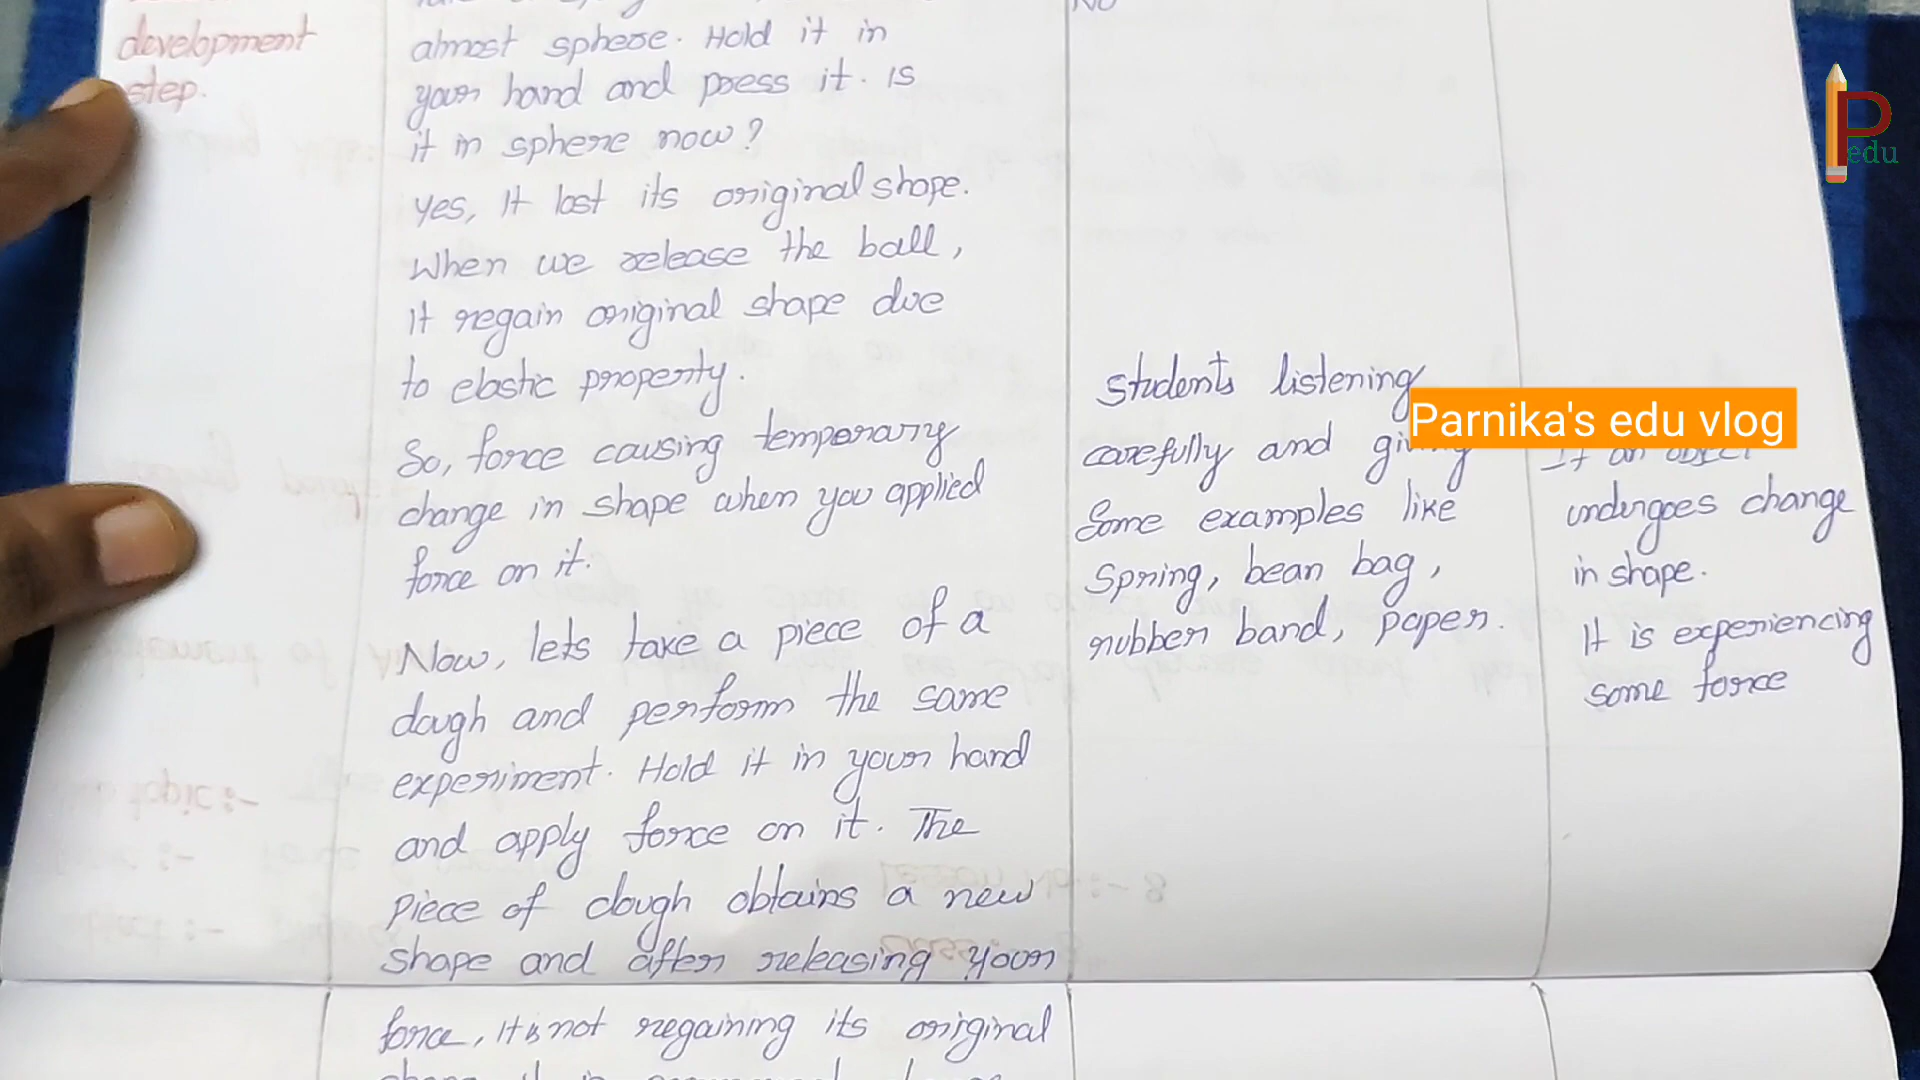 development
step.
almost sphere. Hold it in
your hand and press it. Is
it in sphere now?
Yes, It lost its original shape.
When we release the ball,
It regain original shape due
to elastic property.
So, force causing temporary
change in shape when you applied
force on it.
Now, lets take a piece of a
dough and perform the same
experiment. Hold it in your hand
and apply force on it. The
piece of dough obtains a new
shape and after releasing your
force, It is not regaining its original
No
Students listening
carefully and giving
Some examples like
Spring, bean bag,
rubber band, paper.
If an object
undergoes change
in shape.
It is experiencing
some force
Parnika's edu vlog
P
edu